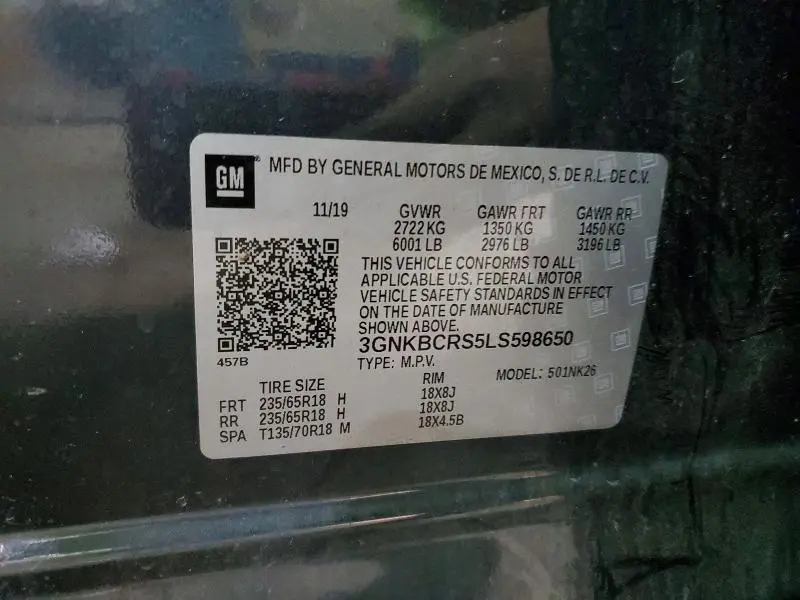 GM
MFD BY GENERAL MOTORS DE MEXICO, S. DE R.L. DE C.V.
11/19 GVWR GAWR FRT GAWR RR
2722 KG 1350 KG 1450 KG
6001 LB 2976 LB 3196 LB
THIS VEHICLE CONFORMS TO ALL
APPLICABLE U.S. FEDERAL MOTOR
VEHICLE SAFETY STANDARDS IN EFFECT
ON THE DATE OF MANUFACTURE
SHOWN ABOVE.
3GNKBCRS5LS598650
457B
TYPE: M.P.V. MODEL: 501NK26
TIRE SIZE RIM
FRT 235/65R18 H 18X8J
RR 235/65R18 H 18X8J
SPA T135/70R18 M 18X4.5B